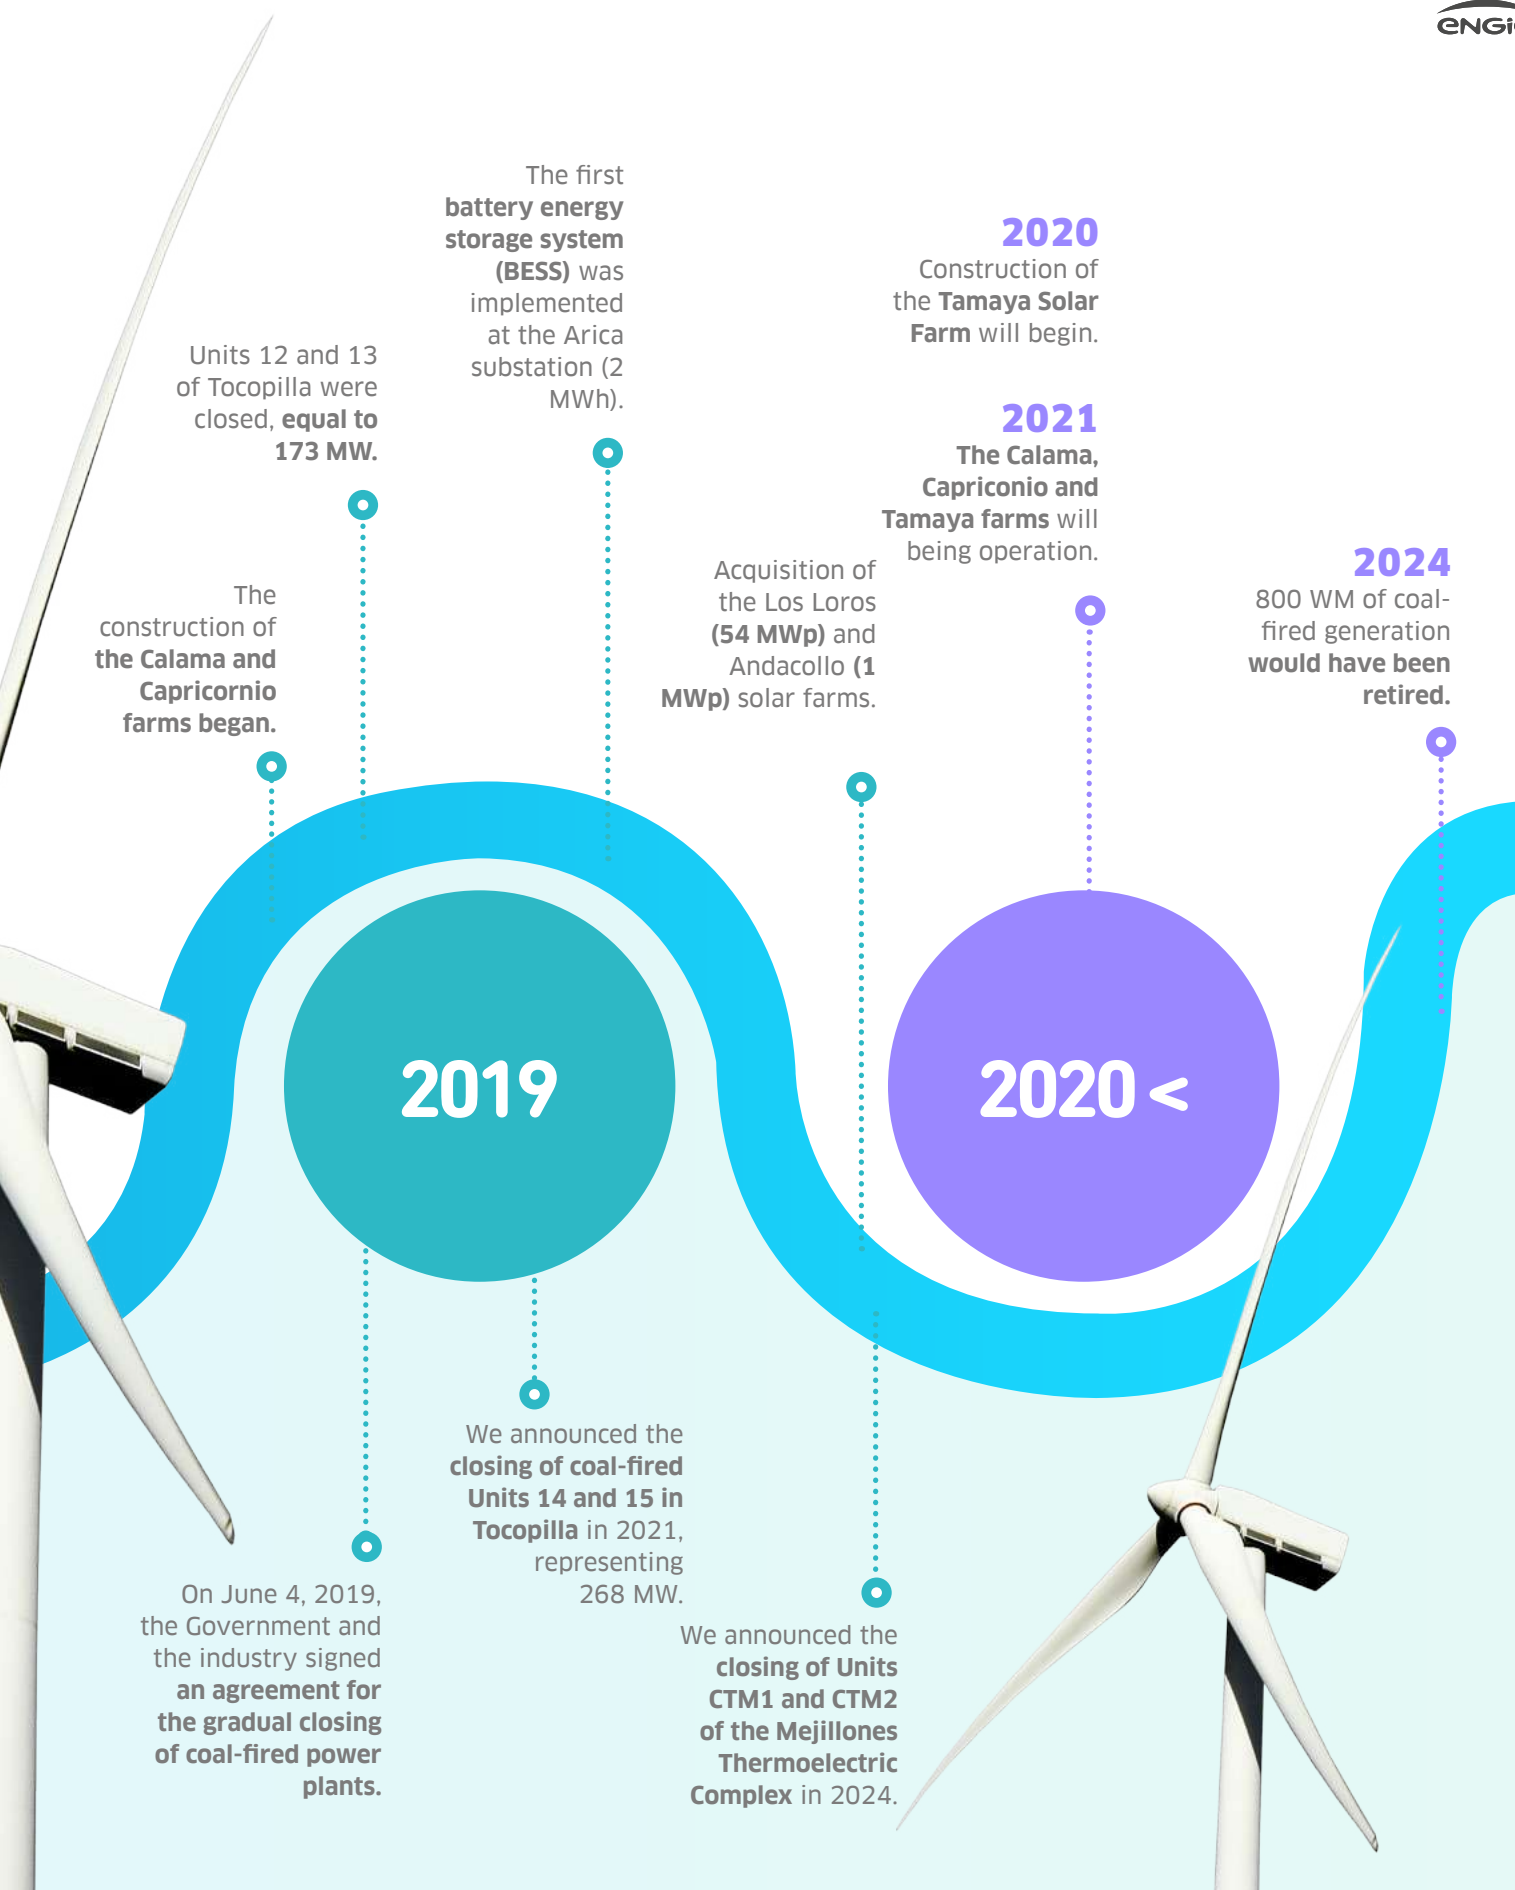 The
construction of
the Calama and
Capricornio
farms began.
Units 12 and 13
of Tocopilla were
closed, equal to
173 MW.
The first
battery energy
storage system
(BESS) was
implemented
at the Arica
substation (2
MWh).
Acquisition of
the Los Loros
(54 MWp) and
Andacollo (1
MWp) solar farms.
2020
Construction of
the Tamaya Solar
Farm will begin.
2021
The Calama,
Capriconio and
Tamaya farms will
being operation.
2024
800 WM of coal-
fired generation
would have been
retired.
2019
2020 <
On June 4, 2019,
the Government and
the industry signed
an agreement for
the gradual closing
of coal-fired power
plants.
We announced the
closing of coal-fired
Units 14 and 15 in
Tocopilla in 2021,
representing
268 MW.
We announced the
closing of Units
CTM1 and CTM2
of the Mejillones
Thermoelectric
Complex in 2024.